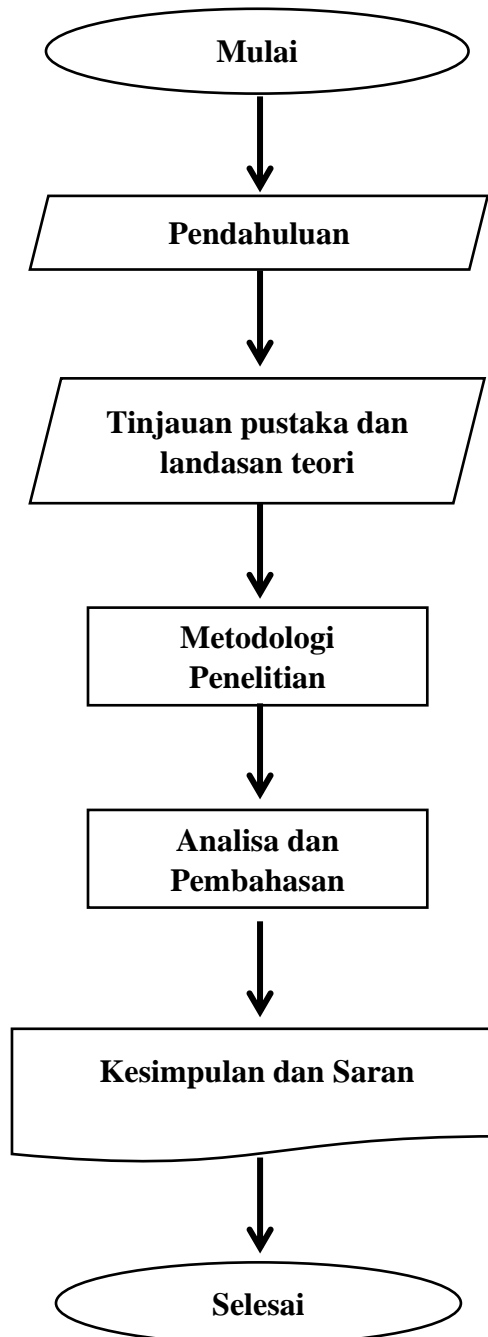 Mulai
Pendahuluan
Tinjauan pustaka dan
landasan teori
Metodologi
Penelitian
Analisa dan
Pembahasan
Kesimpulan dan Saran
Selesai